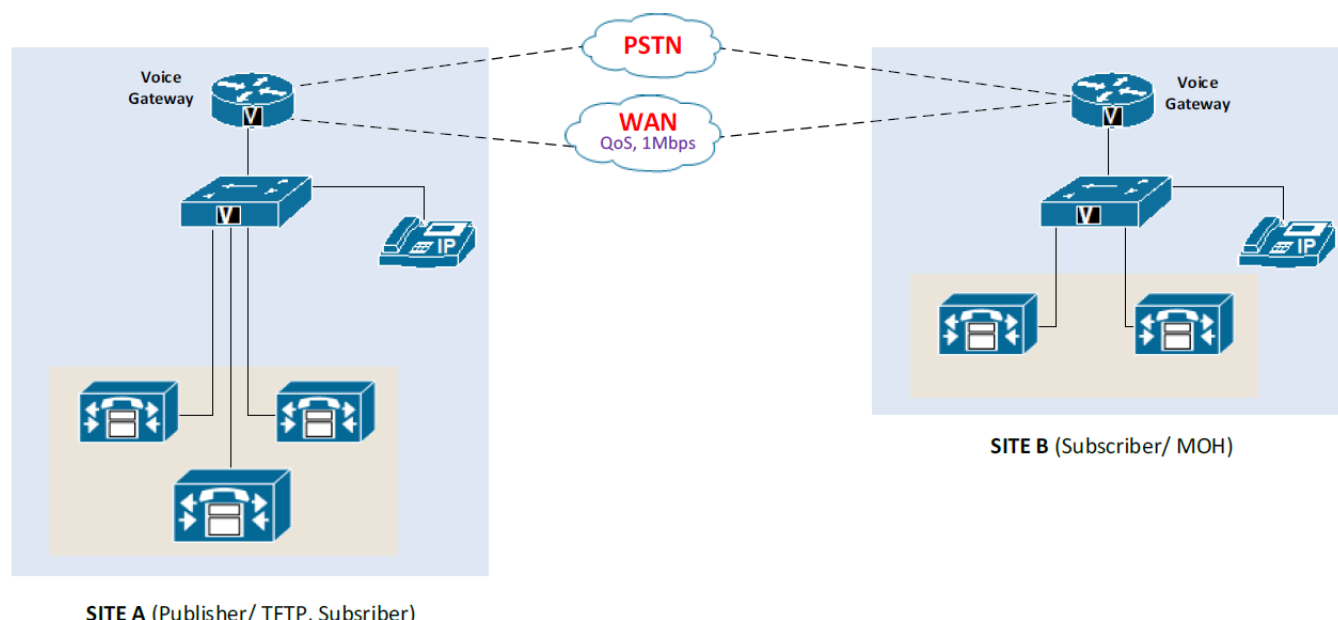 PSTN
Voice
Gateway
V
WAN
QoS, 1Mbps
Voice
Gateway
V
V
IP
V
IP
SITE B (Subscriber/ MOH)
SITE A (Publisher/ TFTP, Subsriber)